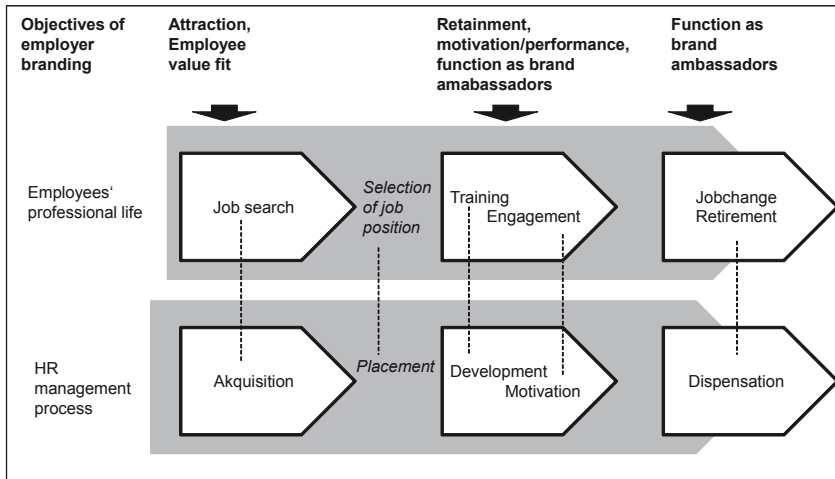 Objectives of
employer
branding
Attraction,
Employee
value fit
Retainment,
motivation/performance,
function as brand
amabassadors
Function as
brand
ambassadors
Employees‘
professional life
Job search
Selection
of job
position
Training
Engagement
Jobchange
Retirement
HR
management
process
Akquisition
Placement
Development
Motivation
Dispensation